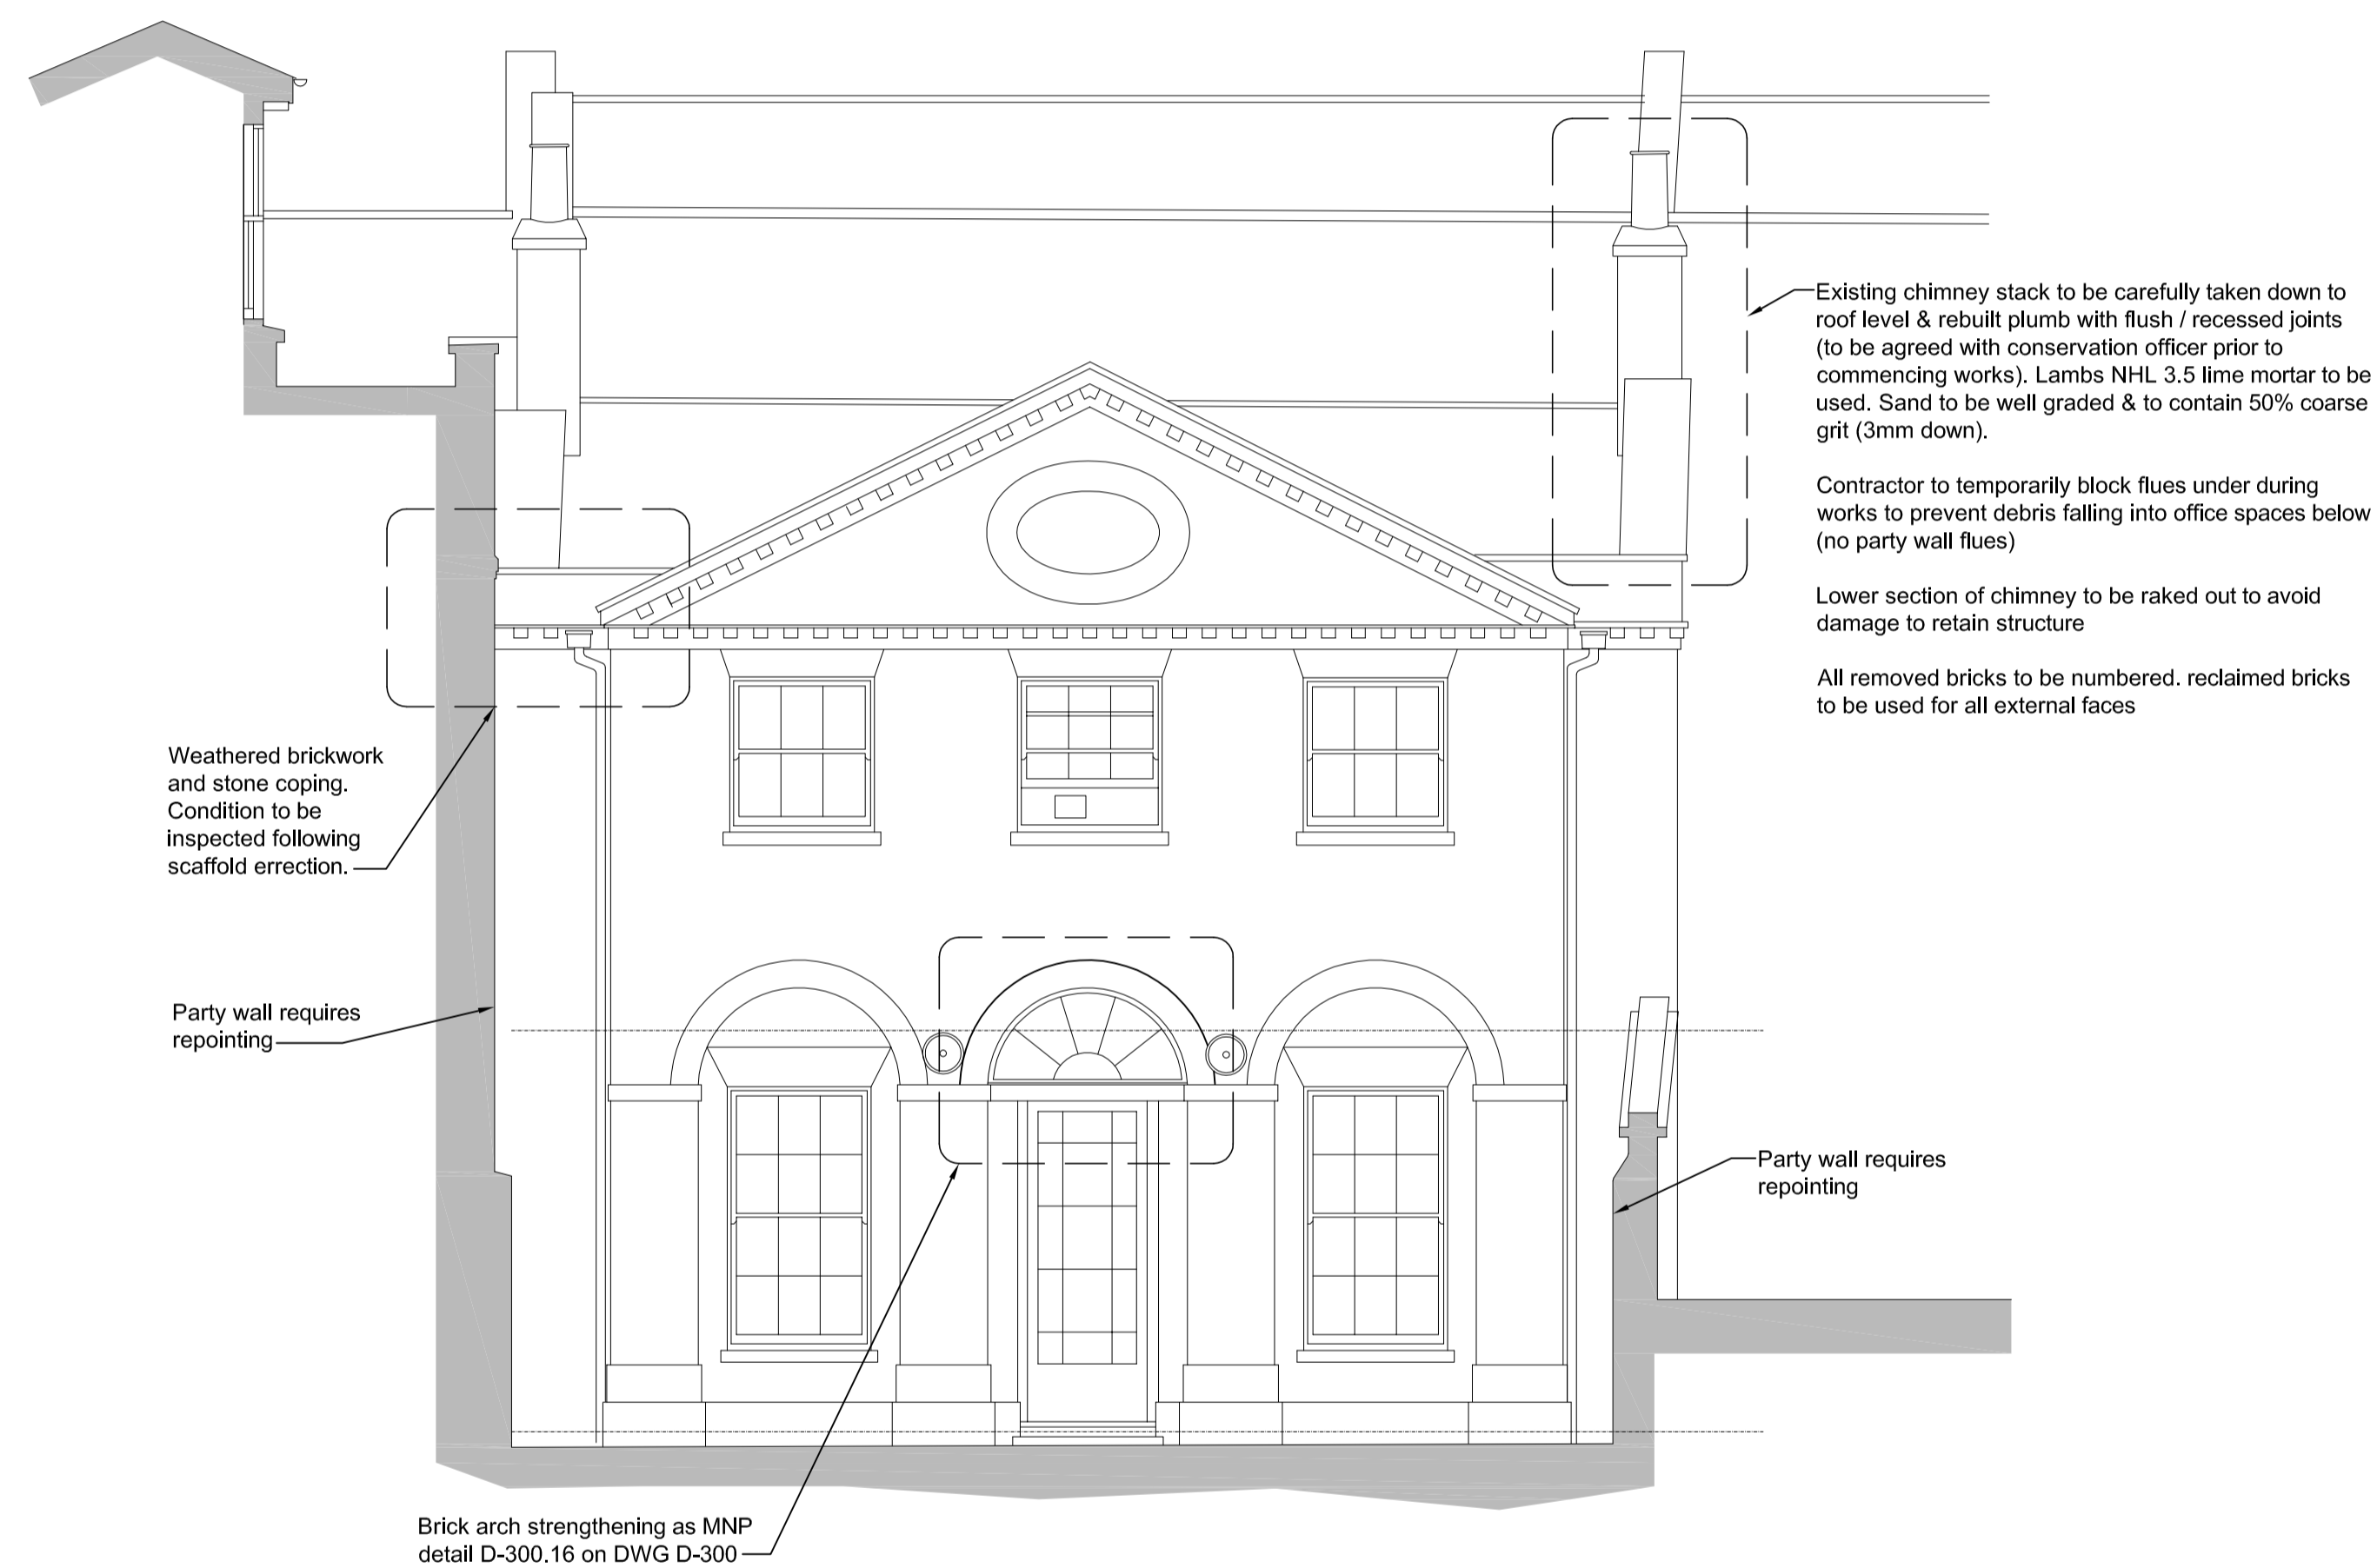 Existing chimney stack to be carefully taken down to
roof level & rebuilt plumb with flush / recessed joints
(to be agreed with conservation officer prior to
commencing works). Lambs NHL 3.5 lime mortar to be
used. Sand to be well graded & to contain 50% coarse
grit (3mm down).
Contractor to temporarily block flues under during
works to prevent debris falling into office spaces below
(no party wall flues)
Lower section of chimney to be raked out to avoid
damage to retain structure
All removed bricks to be numbered. reclaimed bricks
to be used for all external faces
Weathered brickwork
and stone coping.
Condition to be
inspected following
scaffold errection.
Party wall requires
repointing
Party wall requires
repointing
Brick arch strengthening as MNP
detail D-300.16 on DWG D-300